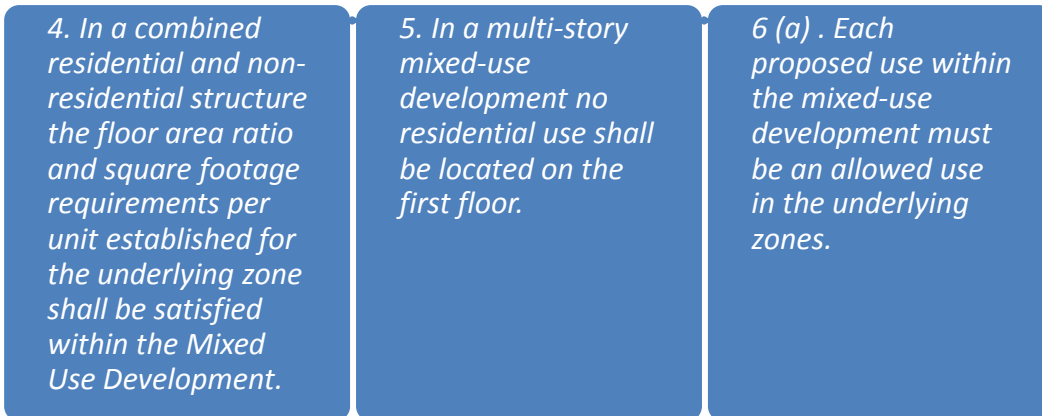 4. In a combined
residential and non-
residential structure
the floor area ratio
and square footage
requirements per
unit established for
the underlying zone
shall be satisfied
within the Mixed
Use Development.
5. In a multi-story
mixed-use
development no
residential use shall
be located on the
first floor.
6 (a) . Each
proposed use within
the mixed-use
development must
be an allowed use
in the underlying
zones.